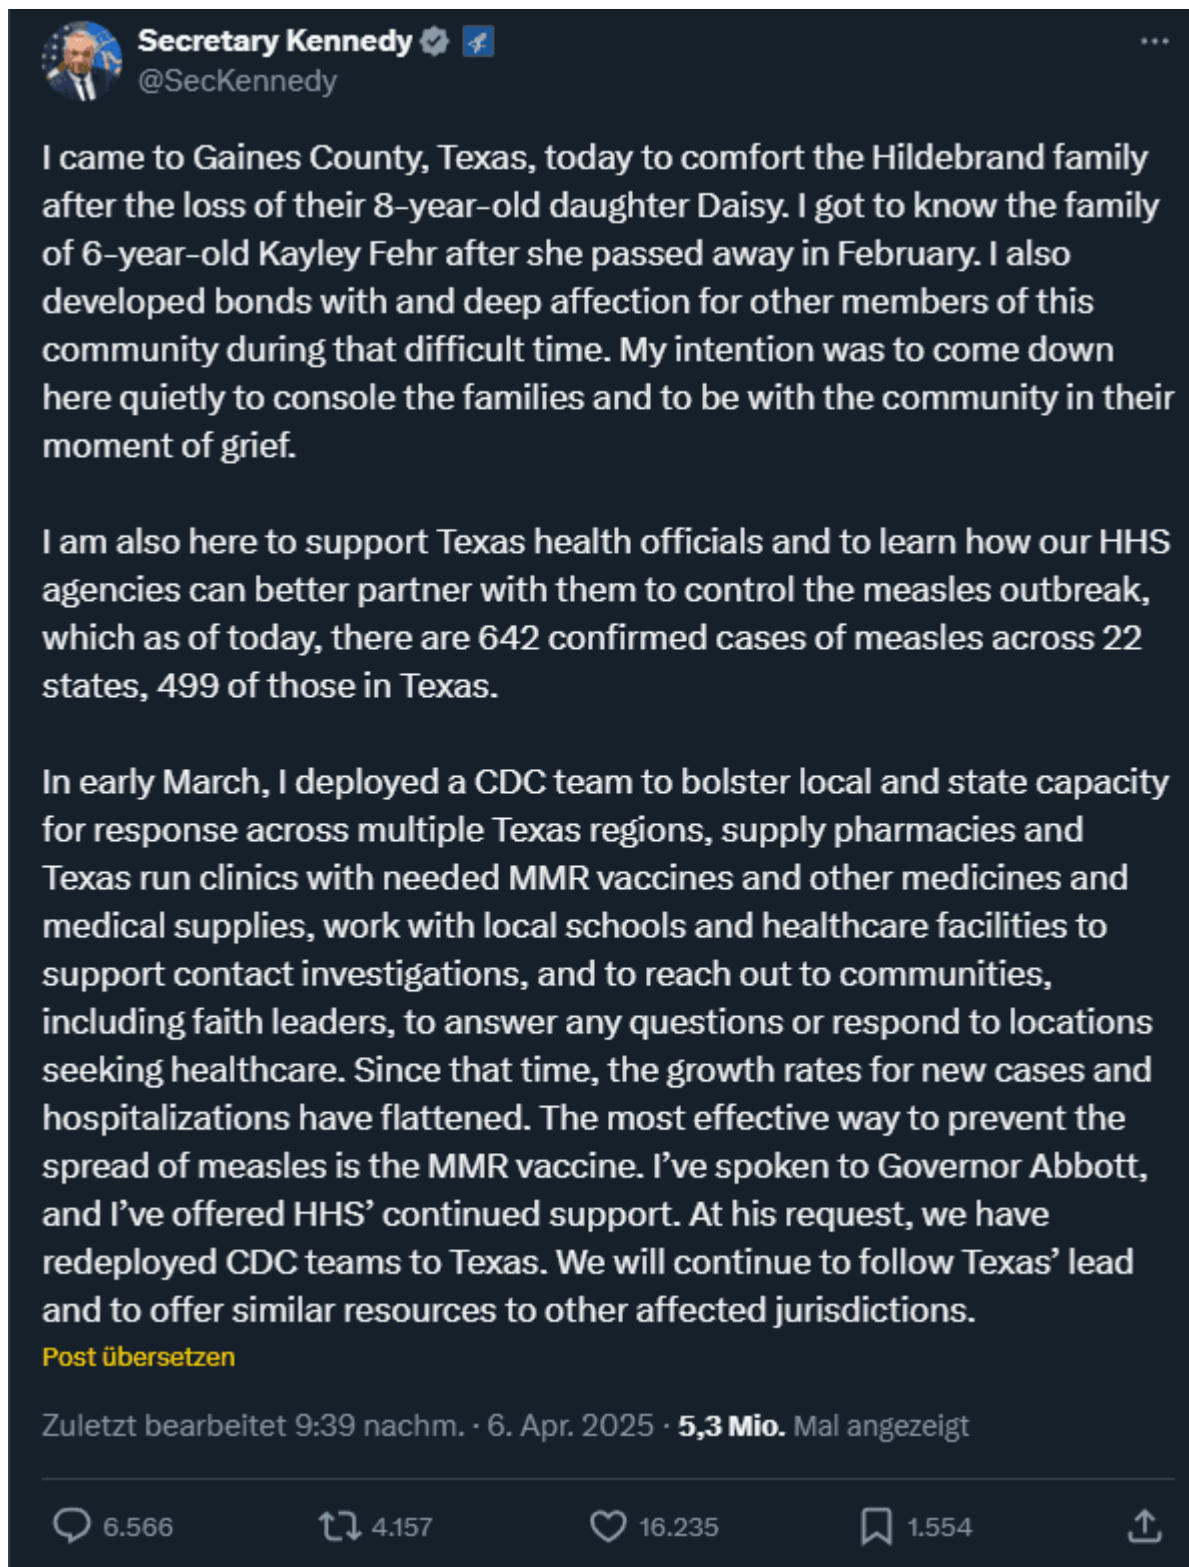 Secretary Kennedy
@SecKennedy
I came to Gaines County, Texas, today to comfort the Hildebrand family
after the loss of their 8-year-old daughter Daisy. I got to know the family
of 6-year-old Kayley Fehr after she passed away in February. I also
developed bonds with and deep affection for other members of this
community during that difficult time. My intention was to come down
here quietly to console the families and to be with the community in their
moment of grief.
I am also here to support Texas health officials and to learn how our HHS
agencies can better partner with them to control the measles outbreak,
which as of today, there are 642 confirmed cases of measles across 22
states, 499 of those in Texas.
In early March, I deployed a CDC team to bolster local and state capacity
for response across multiple Texas regions, supply pharmacies and
Texas run clinics with needed MMR vaccines and other medicines and
medical supplies, work with local schools and healthcare facilities to
support contact investigations, and to reach out to communities,
including faith leaders, to answer any questions or respond to locations
seeking healthcare. Since that time, the growth rates for new cases and
hospitalizations have flattened. The most effective way to prevent the
spread of measles is the MMR vaccine. I’ve spoken to Governor Abbott,
and I’ve offered HHS’ continued support. At his request, we have
redeployed CDC teams to Texas. We will continue to follow Texas’ lead
and to offer similar resources to other affected jurisdictions.
Post übersetzen
Zuletzt bearbeitet 9:39 nachm. · 6. Apr. 2025 · 5,3 Mio. Mal angezeigt
6.566 4.157 16.235 1.554